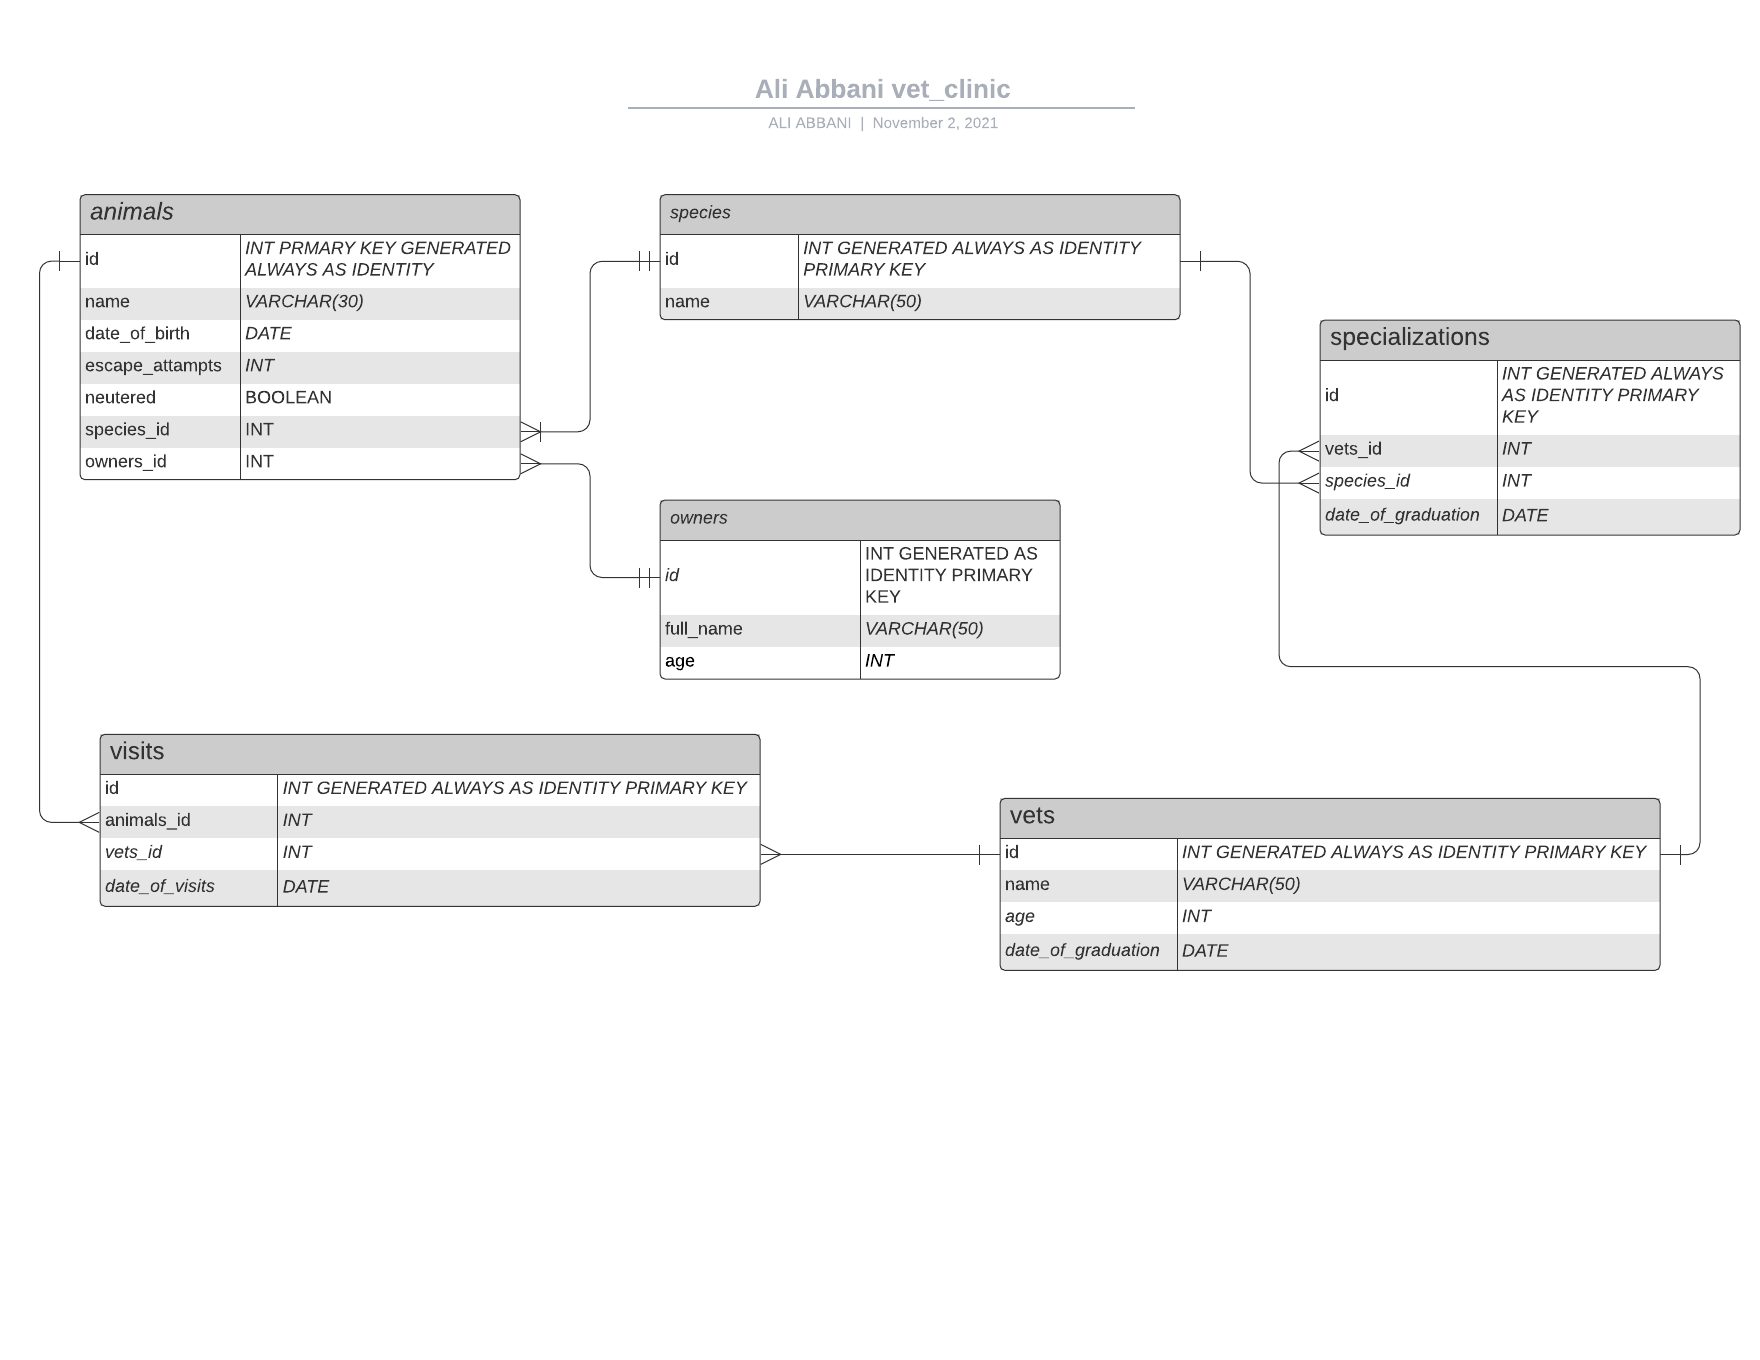 Ali Abbani vet_clinic
ALI ABBANI | November 2, 2021
animals
id
INT PRMARY KEY GENERATED
ALWAYS AS IDENTITY
name
VARCHAR(30)
date_of_birth
DATE
escape_attampts
INT
neutered
BOOLEAN
species_id
INT
owners_id
INT
species
id
INT GENERATED ALWAYS AS IDENTITY
PRIMARY KEY
name
VARCHAR(50)
specializations
id
INT GENERATED ALWAYS
AS IDENTITY PRIMARY
KEY
vets_id
INT
species_id
INT
date_of_graduation
DATE
owners
id
INT GENERATED AS
IDENTITY PRIMARY
KEY
full_name
VARCHAR(50)
age
INT
visits
id
INT GENERATED ALWAYS AS IDENTITY PRIMARY KEY
animals_id
INT
vets_id
INT
date_of_visits
DATE
vets
id
INT GENERATED ALWAYS AS IDENTITY PRIMARY KEY
name
VARCHAR(50)
age
INT
date_of_graduation
DATE